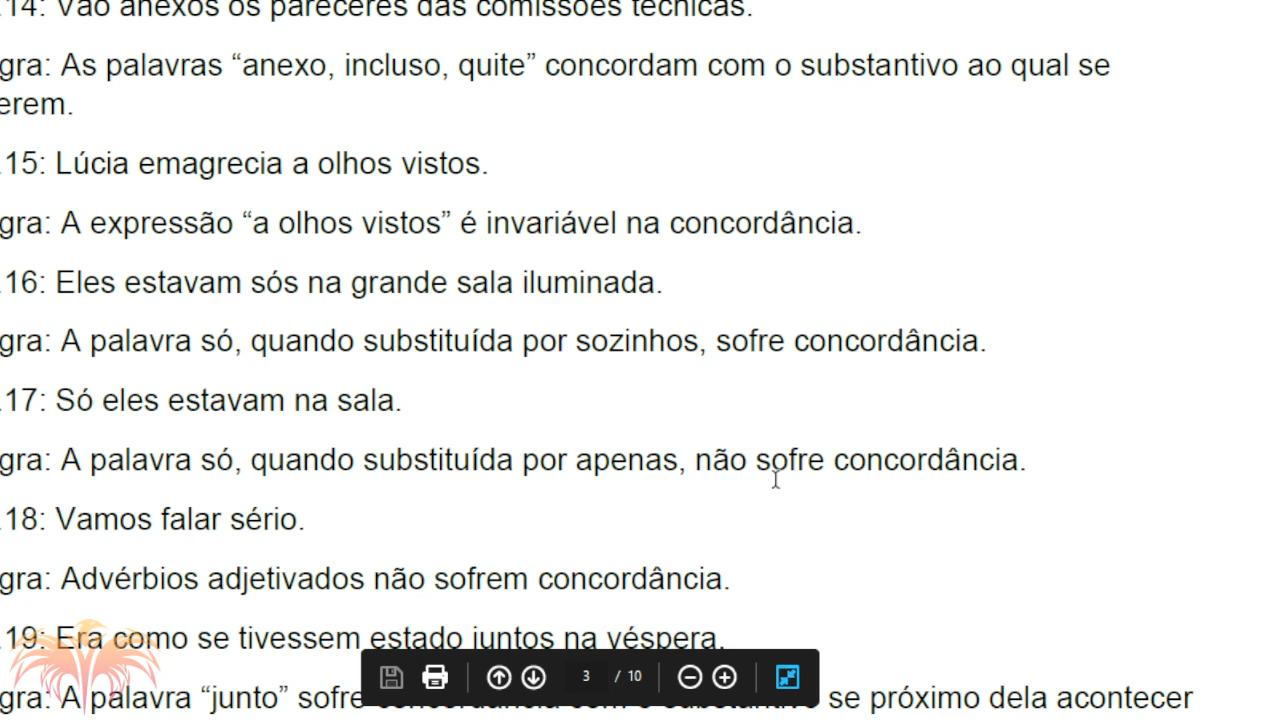 14: Vão anexos os pareceres das comissões técnicas.
gra: As palavras “anexo, incluso, quite” concordam com o substantivo ao qual se
erem.
15: Lúcia emagrecia a olhos vistos.
gra: A expressão “a olhos vistos” é invariável na concordância.
16: Eles estavam sós na grande sala iluminada.
gra: A palavra só, quando substituída por sozinhos, sofre concordância.
17: Só eles estavam na sala.
gra: A palavra só, quando substituída por apenas, não sofre concordância.
18: Vamos falar sério.
gra: Advérbios adjetivados não sofrem concordância.
19: Era como se tivessem estado juntos na véspera.
3 / 10
gra: A palavra “junto” sofre se próximo dela acontecer